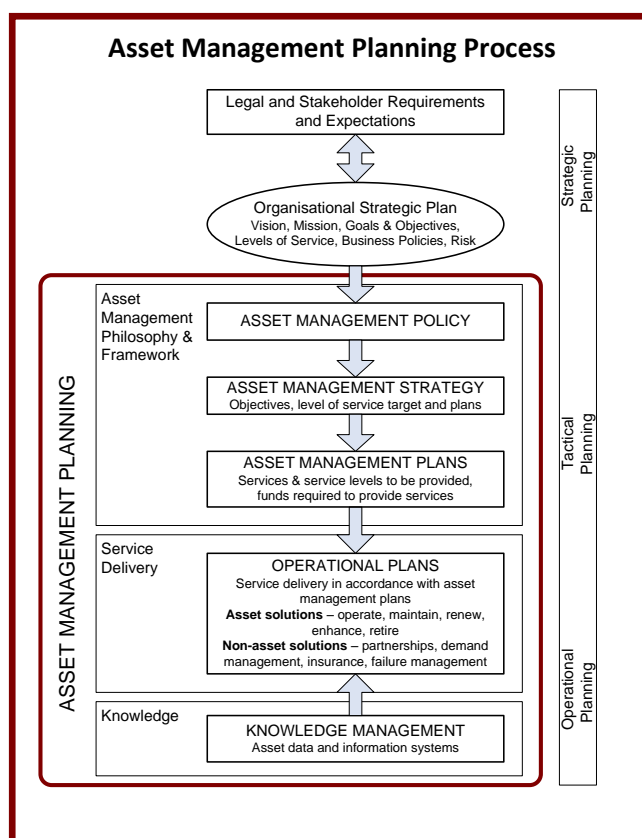 Asset Management Planning Process
Legal and Stakeholder Requirements
and Expectations
Organisational Strategic Plan
Vision, Mission, Goals & Objectives,
Levels of Service, Business Policies, Risk
Strategic
Planning
ASSET MANAGEMENT PLANNING
Asset
Management
Philosophy &
Framework
ASSET MANAGEMENT POLICY
ASSET MANAGEMENT STRATEGY
Objectives, level of service target and plans
ASSET MANAGEMENT PLANS
Services & service levels to be provided,
funds required to provide services
Tactical
Planning
Service
Delivery
OPERATIONAL PLANS
Service delivery in accordance with asset
management plans
Asset solutions – operate, maintain, renew,
enhance, retire
Non-asset solutions – partnerships, demand
management, insurance, failure management
Operational
Planning
Knowledge
KNOWLEDGE MANAGEMENT
Asset data and information systems